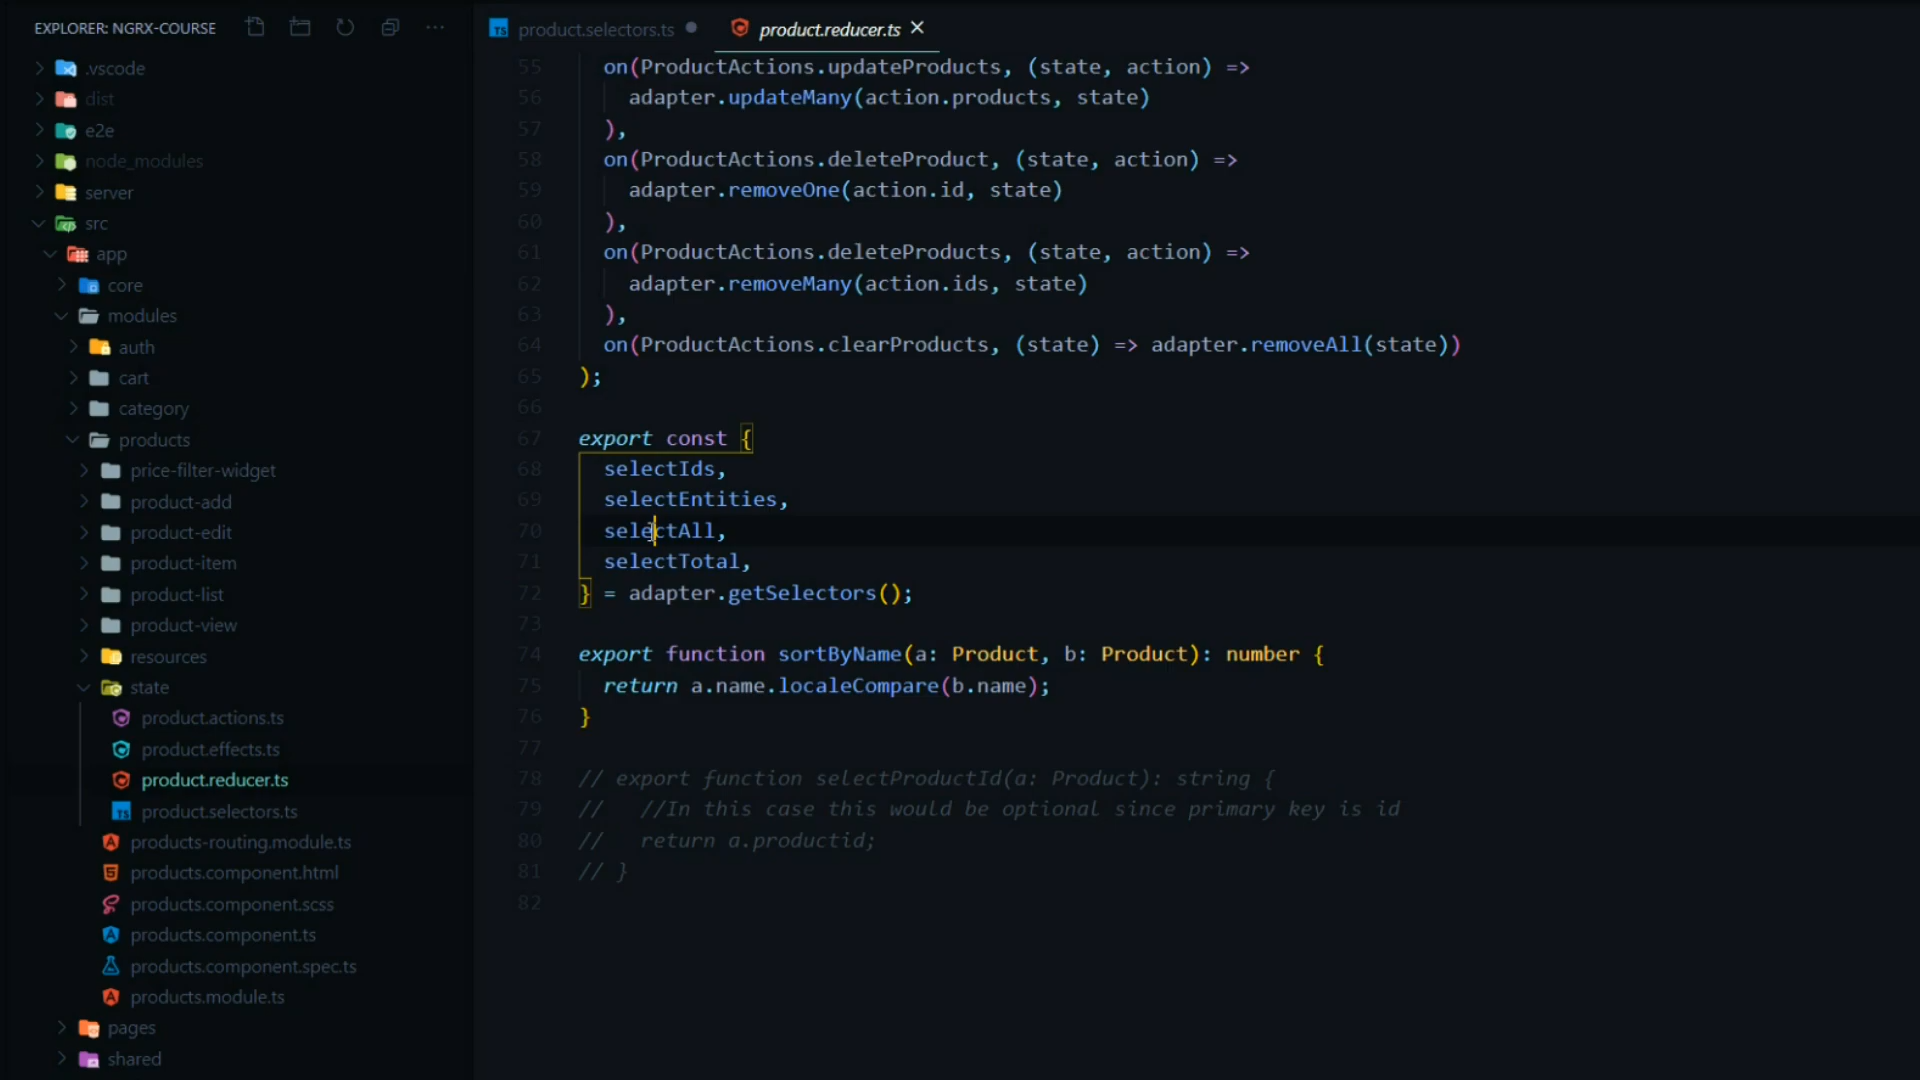 EXPLORER: NGRX-COURSE
.vscode
dist
e2e
node_modules
server
src
app
core
modules
auth
cart
category
products
price-filter-widget
product-add
product-edit
product-item
product-list
product-view
resources
state
product.actions.ts
product.effects.ts
product.reducer.ts
product.selectors.ts
products-routing.module.ts
products.component.html
products.component.scss
products.component.ts
products.component.spec.ts
products.module.ts
pages
shared
product.selectors.ts
product.reducer.ts
55 on(ProductActions.updateProducts, (state, action) =>
56 adapter.updateMany(action.products, state)
57 ),
58 on(ProductActions.deleteProduct, (state, action) =>
59 adapter.removeOne(action.id, state)
60 ),
61 on(ProductActions.deleteProducts, (state, action) =>
62 adapter.removeMany(action.ids, state)
63 ),
64 on(ProductActions.clearProducts, (state) => adapter.removeAll(state))
65 );
66
67 export const {
68 selectIds,
69 selectEntities,
70 selectAll,
71 selectTotal,
72 } = adapter.getSelectors();
73
74 export function sortByName(a: Product, b: Product): number {
75 return a.name.localeCompare(b.name);
76 }
77
78 // export function selectProductId(a: Product): string {
79 // //In this case this would be optional since primary key is id
80 // return a.productid;
81 // }
82